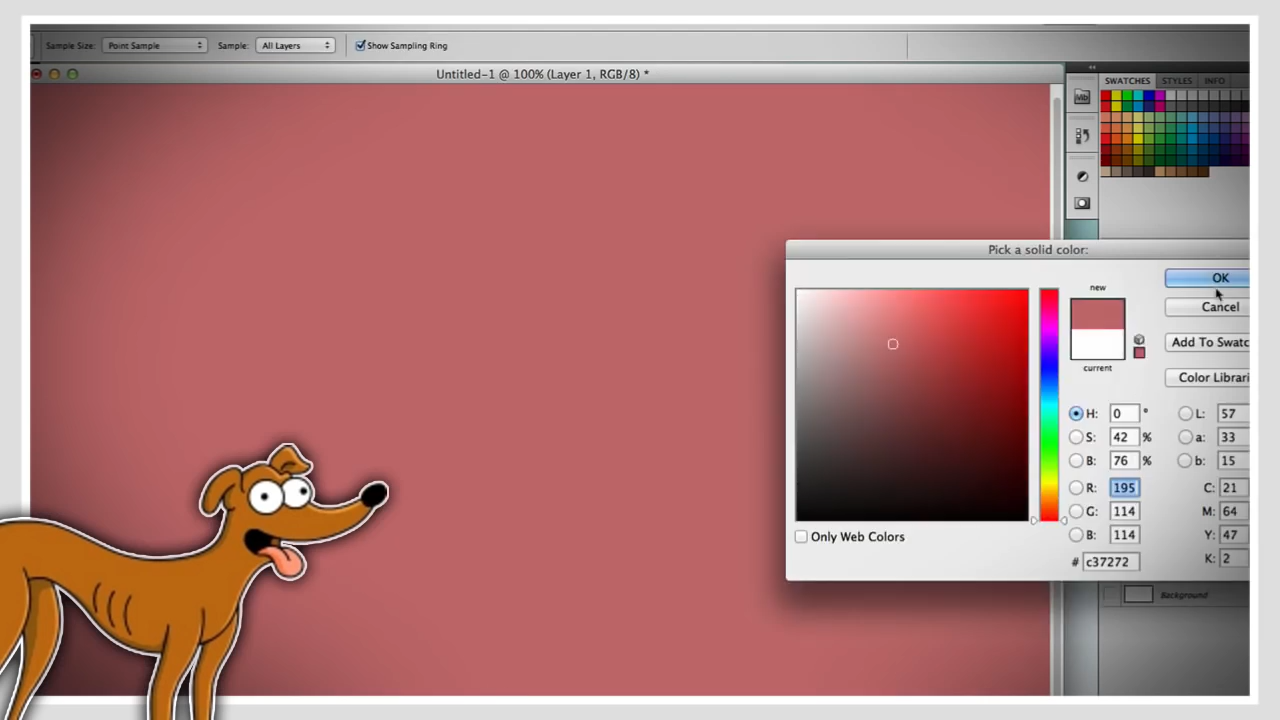 Sample Size: Point Sample Sample: All Layers Show Sampling Ring
Untitled-1 @ 100% (Layer 1, RGB/8) *
SWATCHES STYLES INFO
Mb
Pick a solid color:
new
current
OK
Cancel
Add To Swatc
Color Librari
H: 0 ° L: 57
S: 42 % a: 33
B: 76 % b: 15
R: 195 C: 21
G: 114 M: 64
B: 114 Y: 47
# c37272 K: 2
Only Web Colors
Background